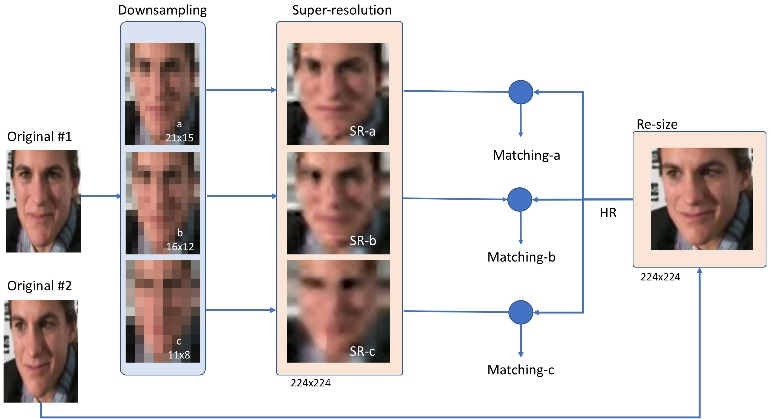 Downsampling
Super-resolution
Original #1
Original #2
a
21x15
b
16x12
c
11x8
SR-a
SR-b
SR-c
224x224
Matching-a
Matching-b
Matching-c
HR
Re-size
224x224